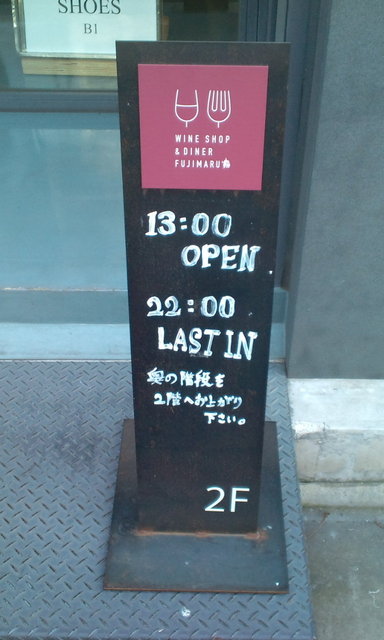 SHOES
B1
WINE SHOP
& DINER
FUJIMARU
13:00
OPEN
22:00
LAST IN
奥の階段を
2階へお上がり
下さい。
2F